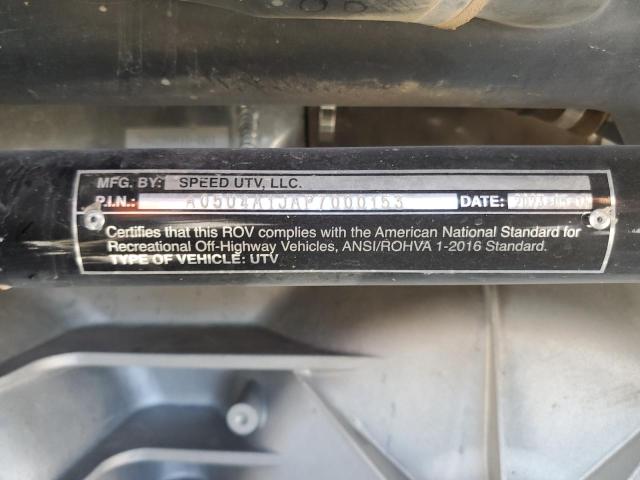 MFG. BY: SPEED UTV, LLC.
P.I.N.: A0504A1JAP7000163 DATE:
Certifies that this ROV complies with the American National Standard for
Recreational Off-Highway Vehicles, ANSI/ROHVA 1-2016 Standard.
TYPE OF VEHICLE: UTV